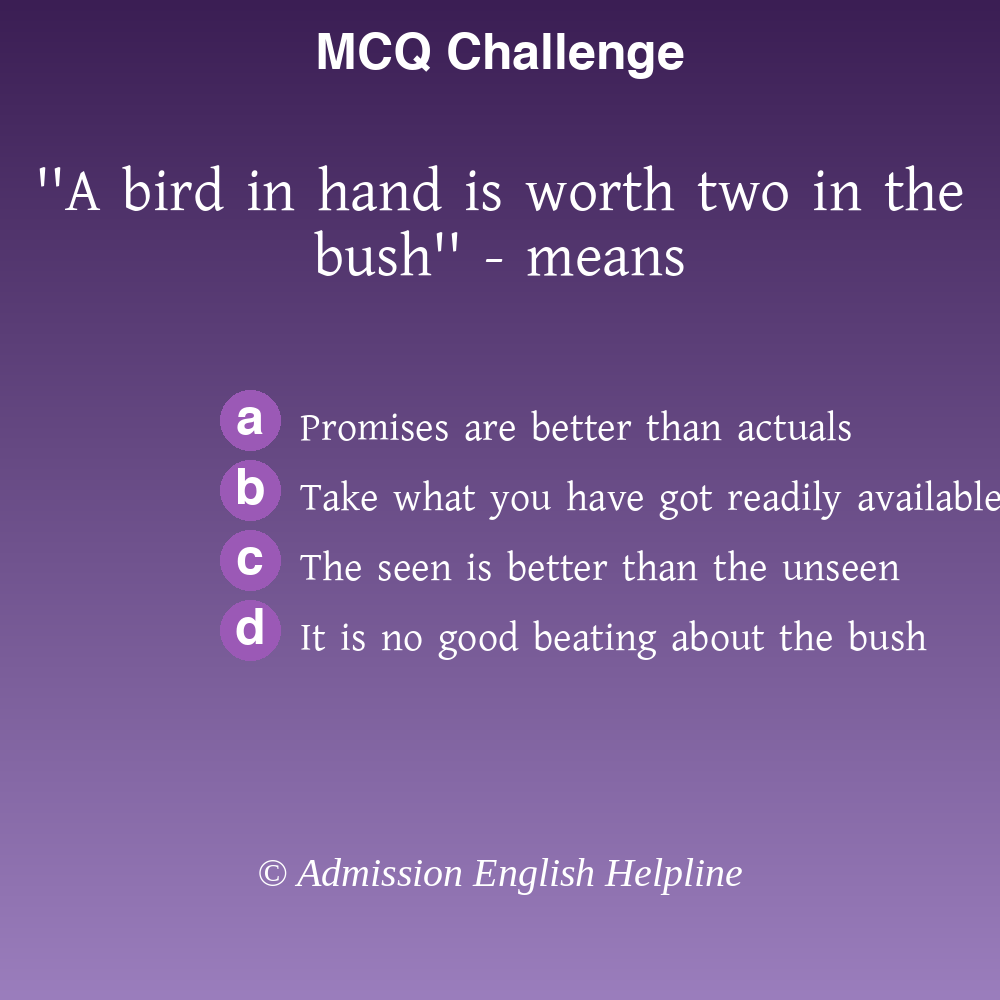 MCQ Challenge
"A bird in hand is worth two in the
bush" - means
a Promises are better than actuals
b Take what you have got readily available
c The seen is better than the unseen
d It is no good beating about the bush
© Admission English Helpline